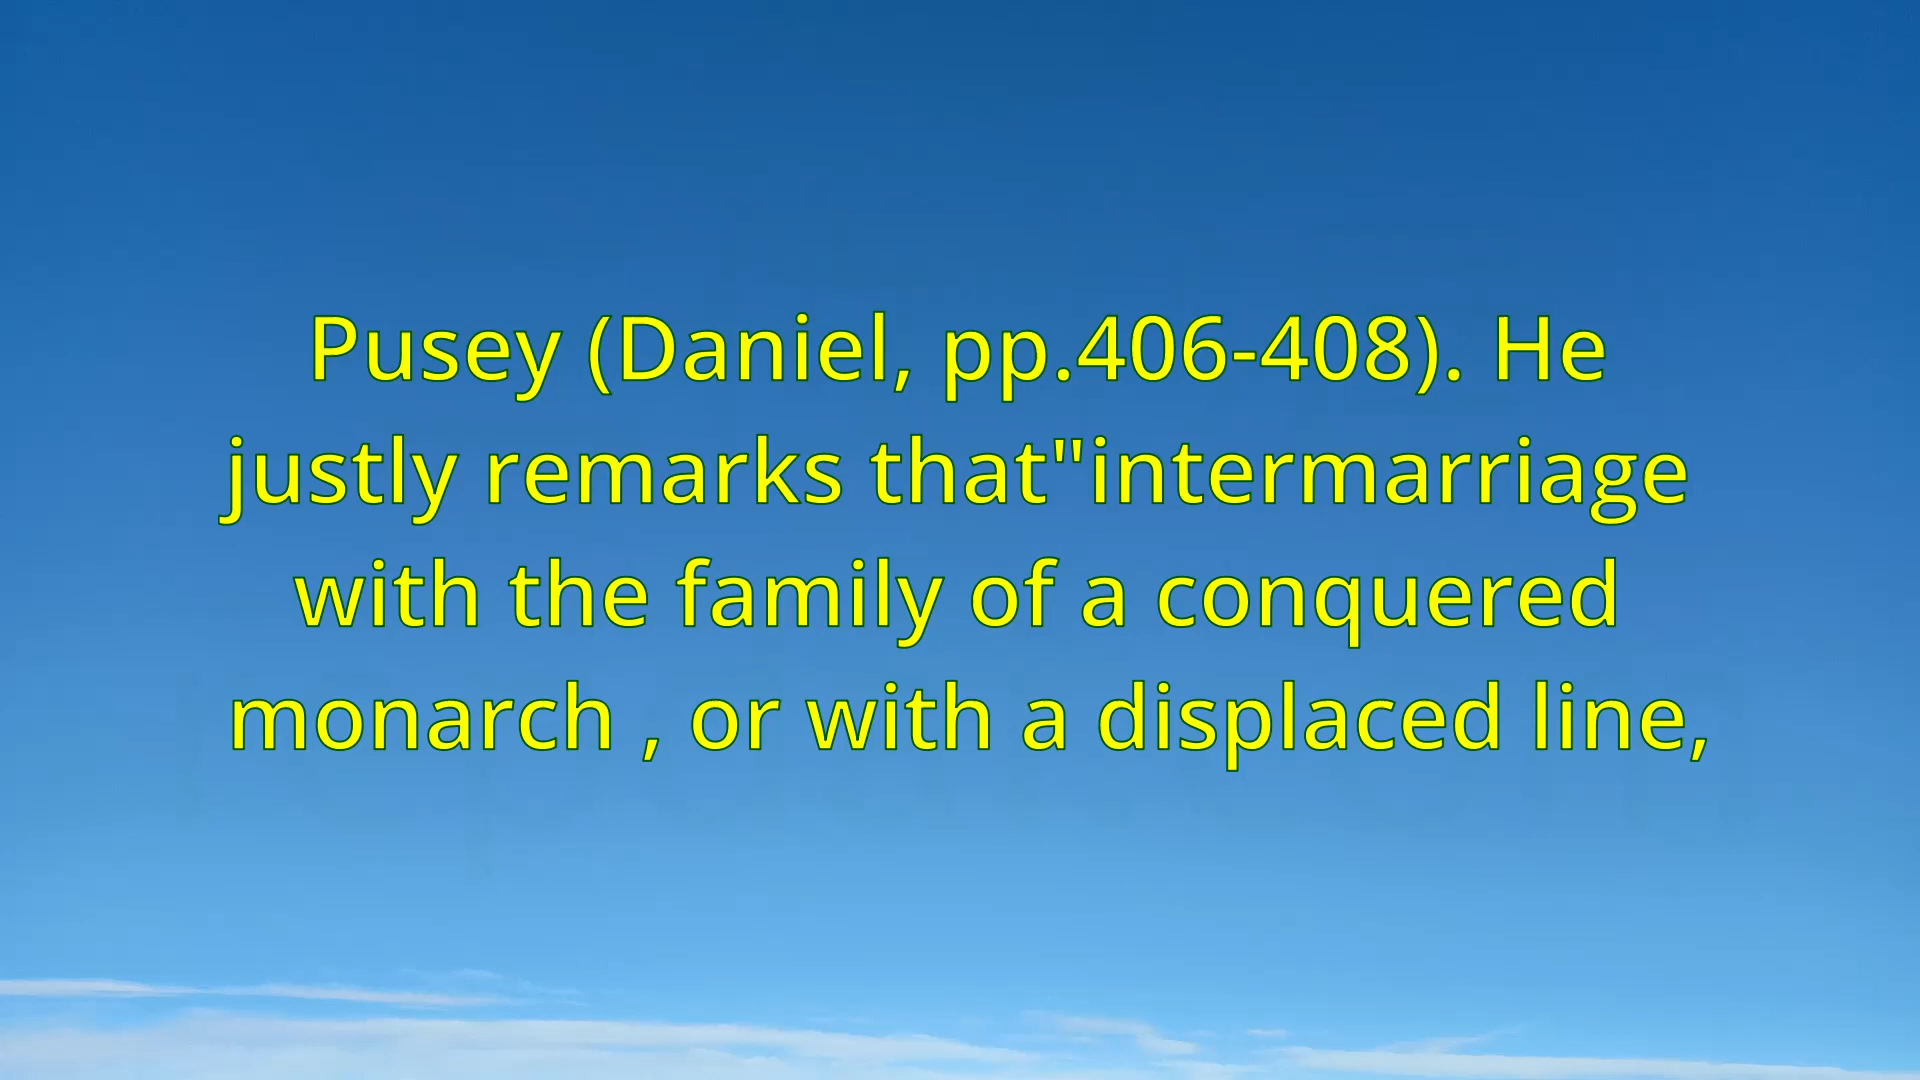 Pusey (Daniel, pp.406-408). He
justly remarks that"intermarriage
with the family of a conquered
monarch , or with a displaced line,